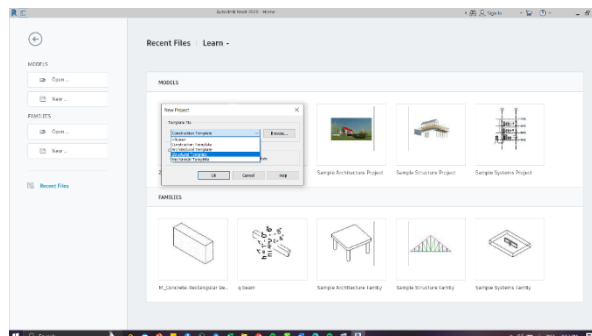 Autodesk Revit 2020 - Home
Sign In
Recent Files
Learn
MODELS
Open...
New...
FAMILIES
Open...
New...
Recent Files
MODELS
New Project
Template file
Construction Template
Browse...
<None>
Construction Template
Architectural Template
Structural Template
Mechanical Template
OK
Cancel
Help
Sample Architecture Project
Sample Structure Project
Sample Systems Project
FAMILIES
M_Concrete-Rectangular Be...
q beam
Sample Architecture Family
Sample Structure Family
Sample Systems Family
Search